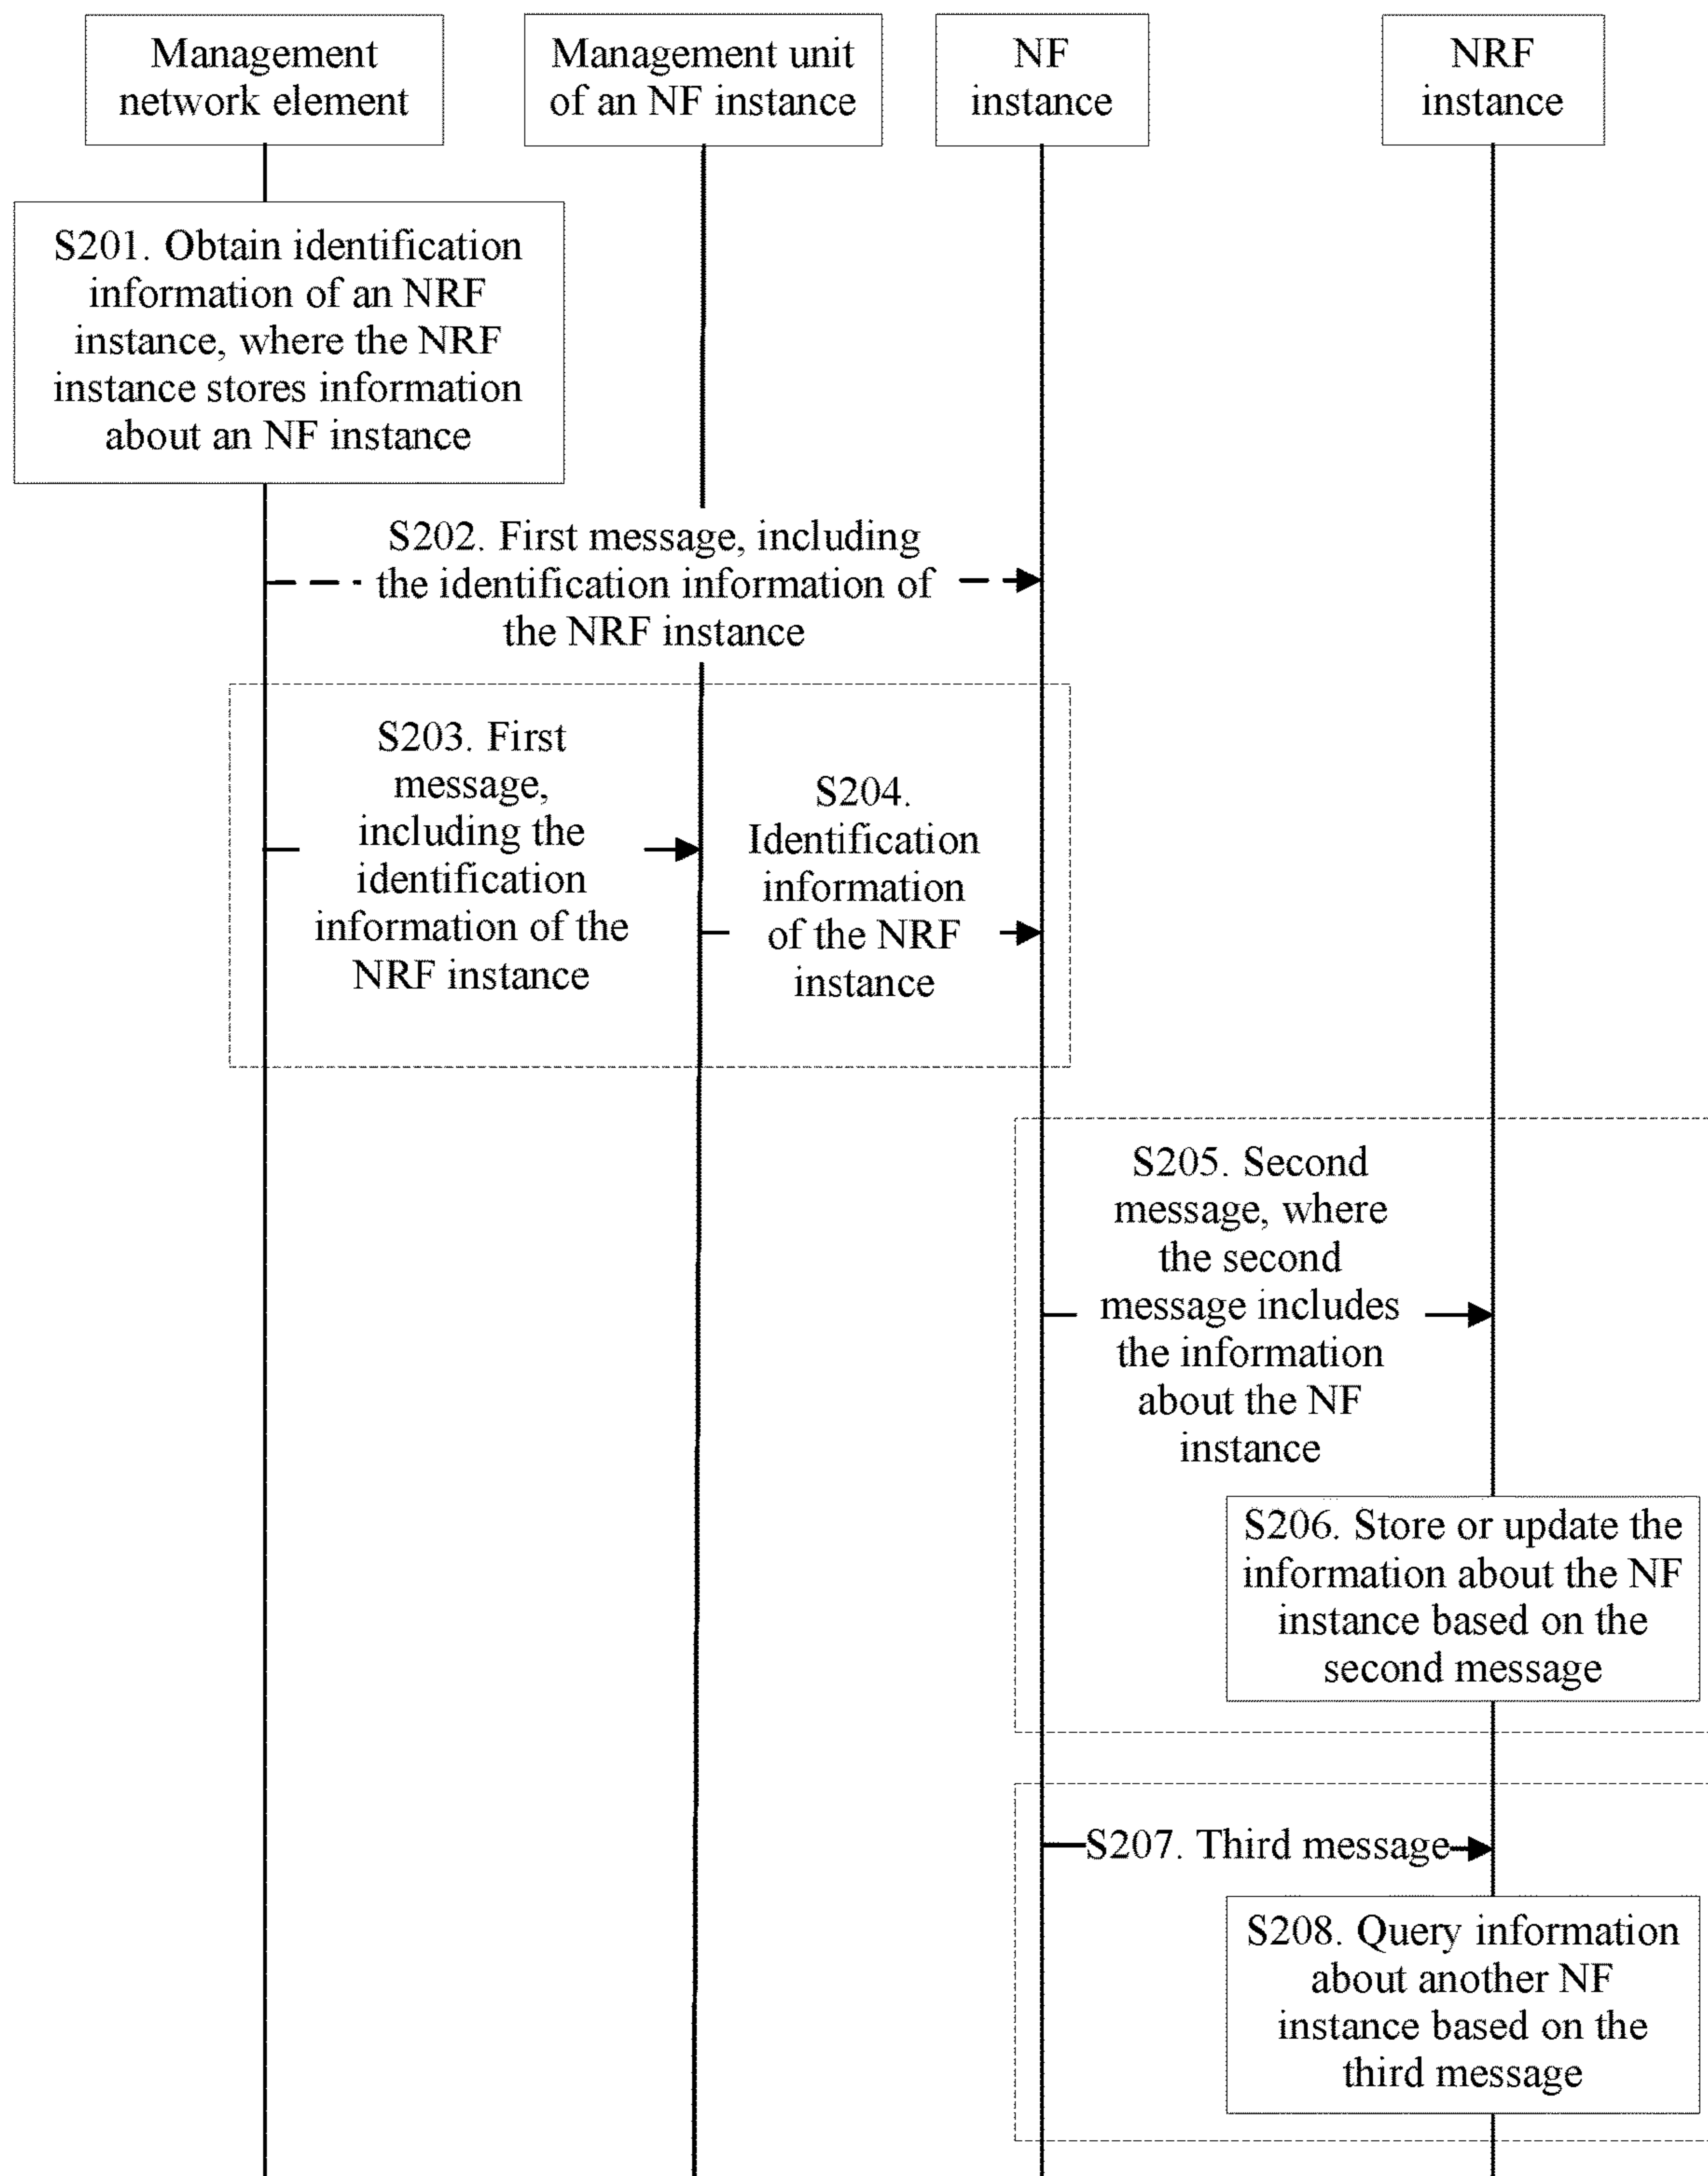 Management
network element
Management unit
of an NF instance
NF
instance
NRF
instance
S201. Obtain identification
information of an NRF
instance, where the NRF
instance stores information
about an NF instance
S202. First message, including
the identification information of
the NRF instance
S203. First
message,
including the
identification
information of the
NRF instance
S204.
Identification
information
of the NRF
instance
S205. Second
message, where
the second
message includes
the information
about the NF
instance
S206. Store or update the
information about the NF
instance based on the
second message
S207. Third message
S208. Query information
about another NF
instance based on the
third message